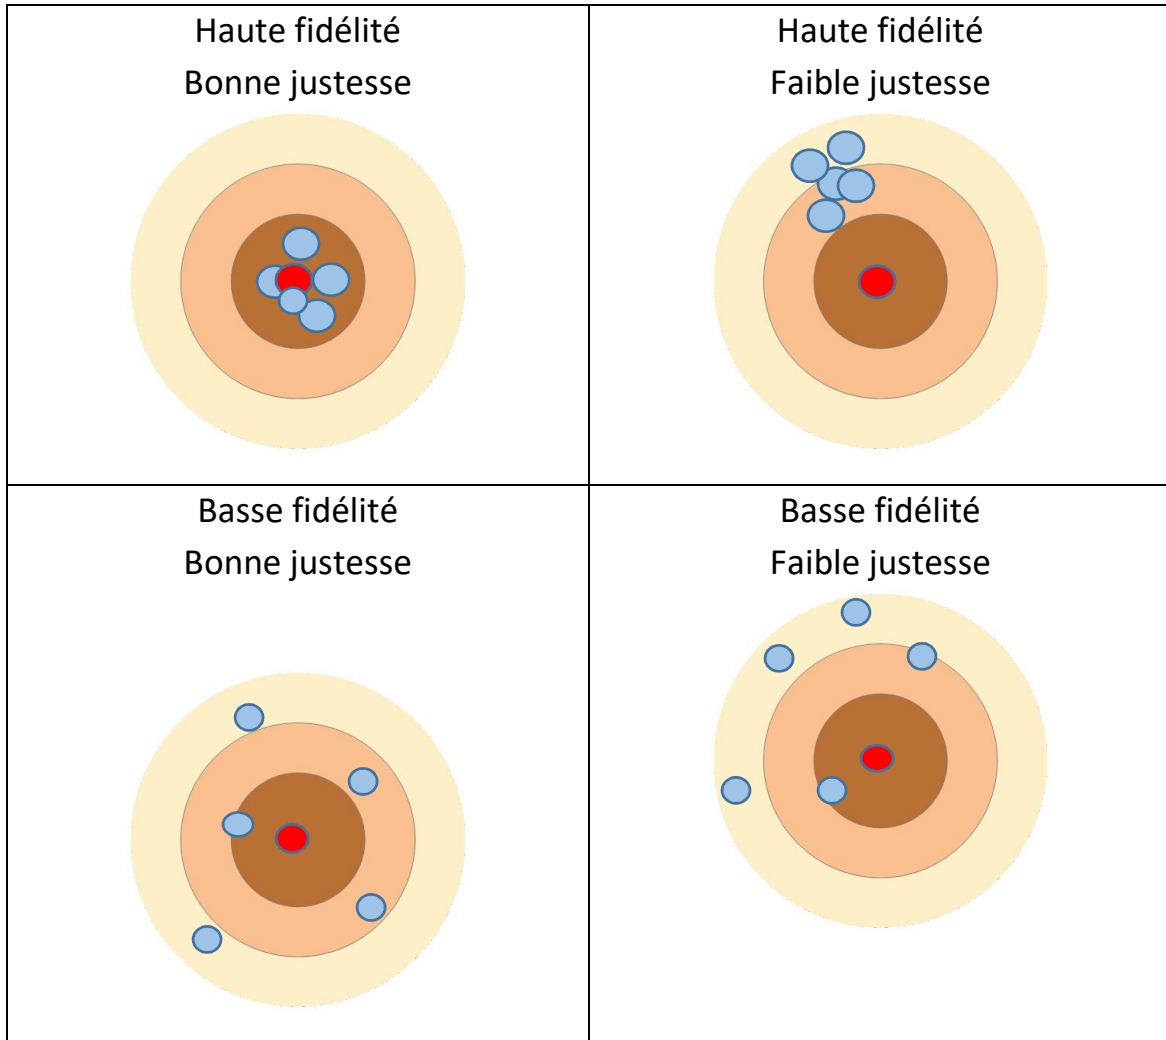 Haute fidélité
Bonne justesse
Haute fidélité
Faible justesse
Basse fidélité
Bonne justesse
Basse fidélité
Faible justesse